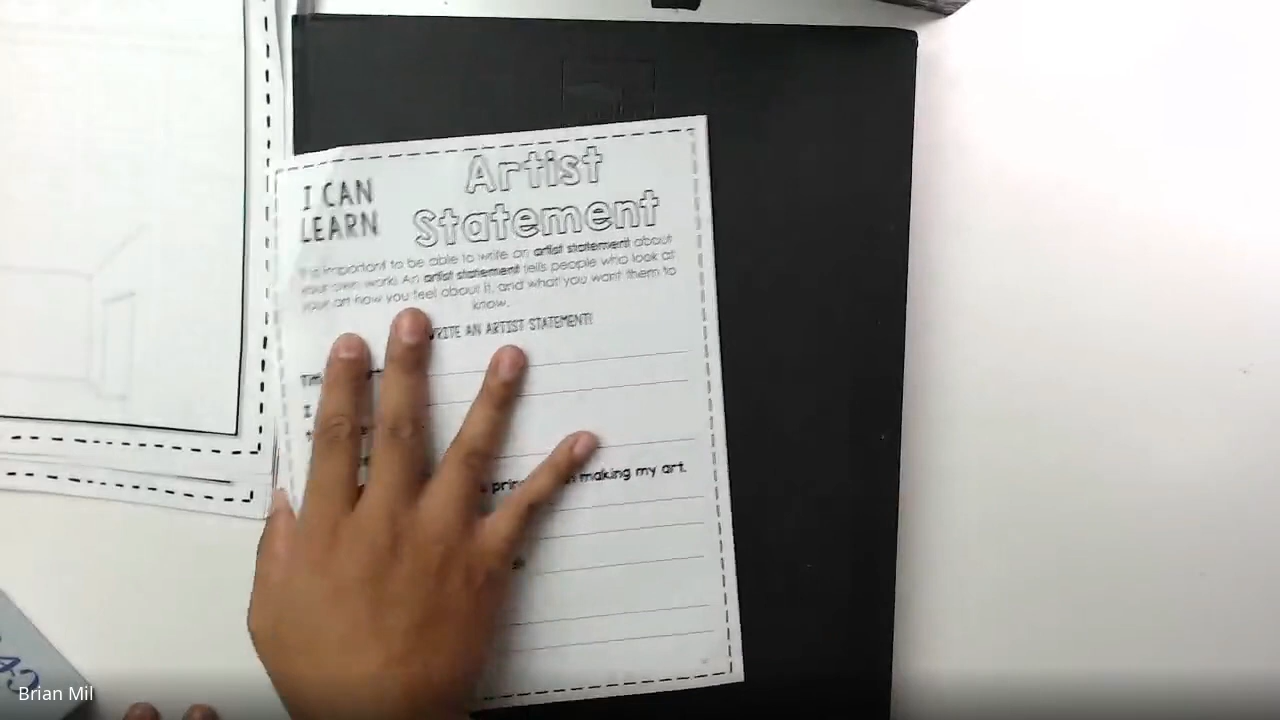 I CAN
LEARN
Artist
Statement
It is important to be able to write an artist statement about
your own work. An artist statement tells people who look at
your art how you feel about it, and what you want them to
know.
WRITE AN ARTIST STATEMENT!
I
making my art.
Brian Mil